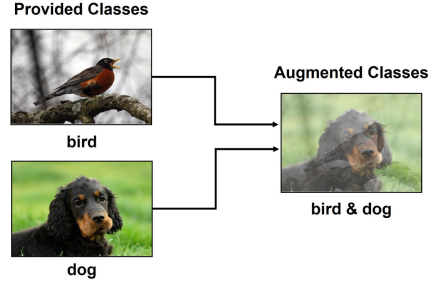 Provided Classes
bird
dog
Augmented Classes
bird & dog